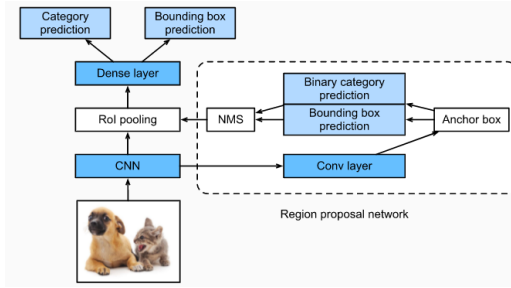 Category
prediction
Bounding box
prediction
Dense layer
Binary category
prediction
RoI pooling
NMS
Bounding box
prediction
Anchor box
CNN
Conv layer
Region proposal network